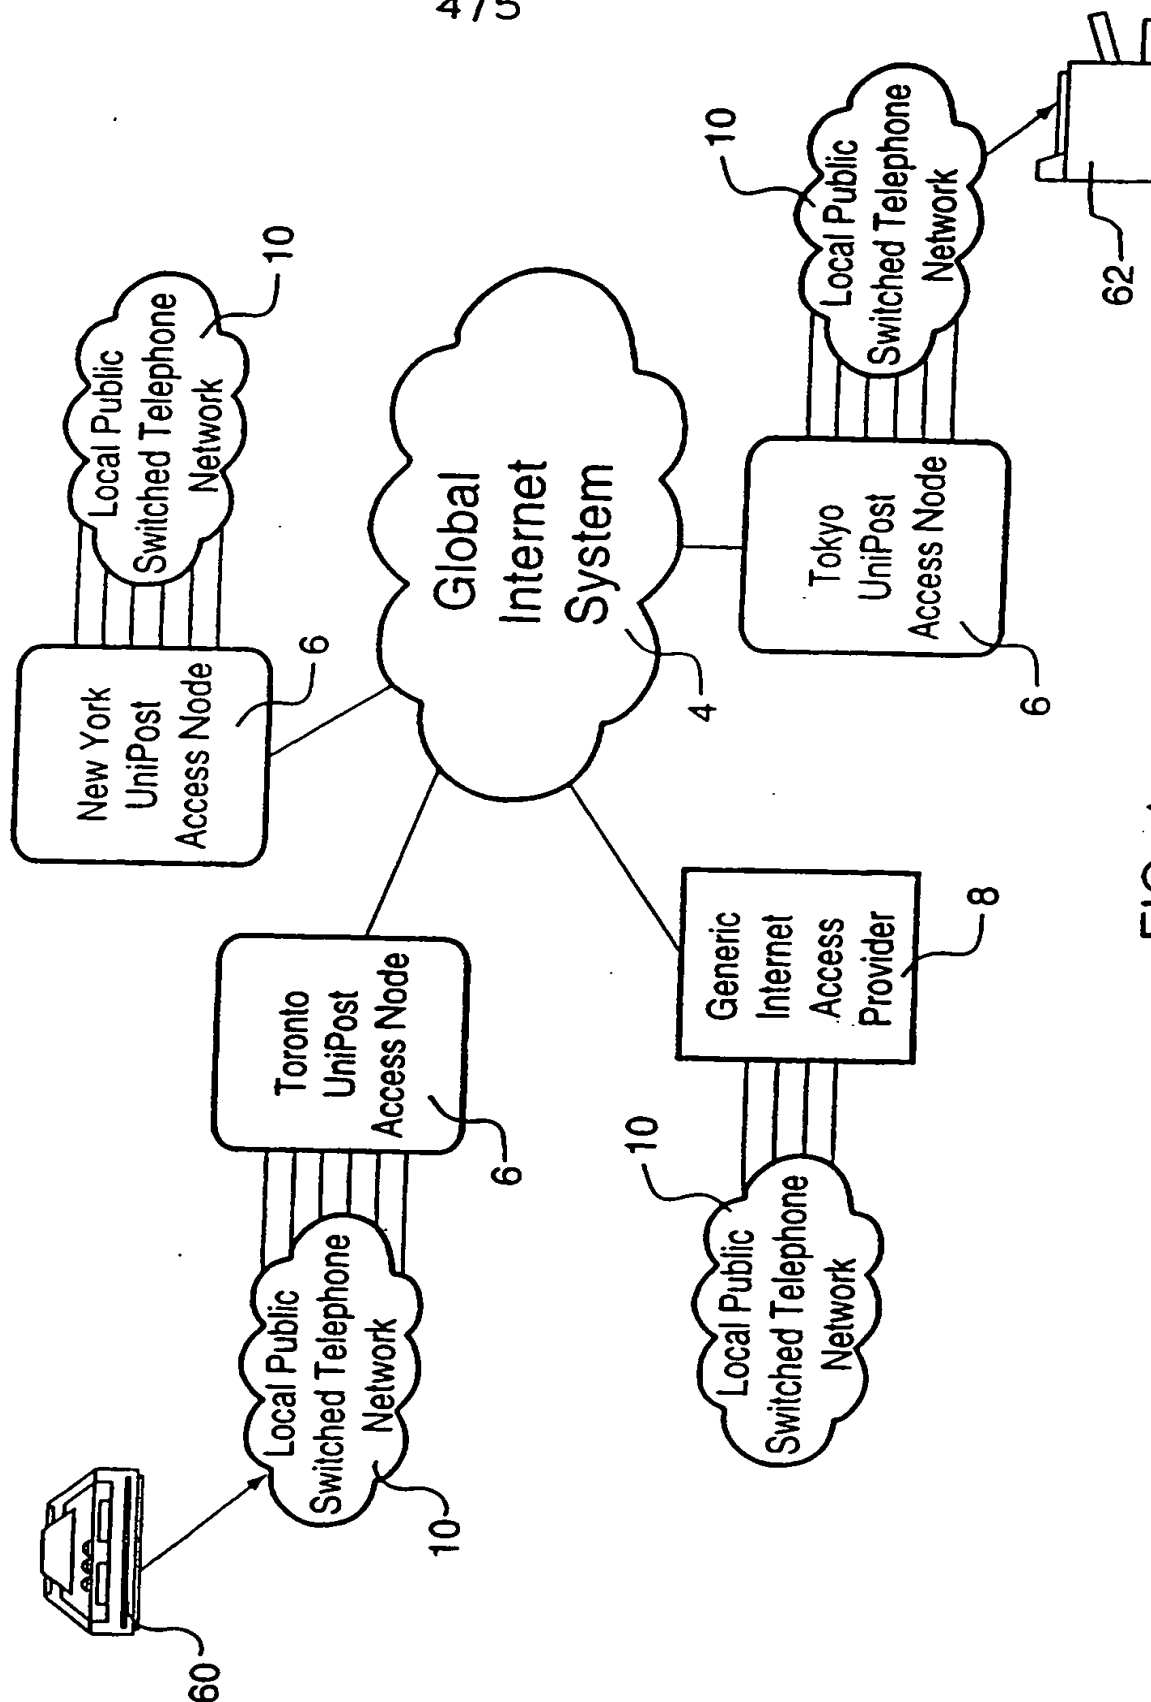 4/5
10
Local Public
Switched Telephone
Network
New York
UniPost
Access Node
6
Global
Internet
System
4
10
Local Public
Switched Telephone
Network
Tokyo
UniPost
Access Node
6
62
Toronto
UniPost
Access Node
6
Local Public
Switched Telephone
Network
10
60
Generic
Internet
Access
Provider
8
10
Local Public
Switched Telephone
Network